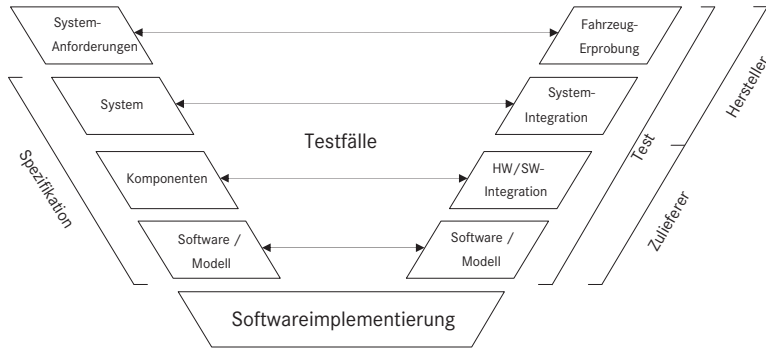 System-
Anforderungen
Fahrzeug-
Erprobung
System
System-
Integration
Testfälle
Komponenten
HW/SW-
Integration
Software /
Modell
Software /
Modell
Softwareimplementierung
Spezifikation
Test
Hersteller
Zulieferer